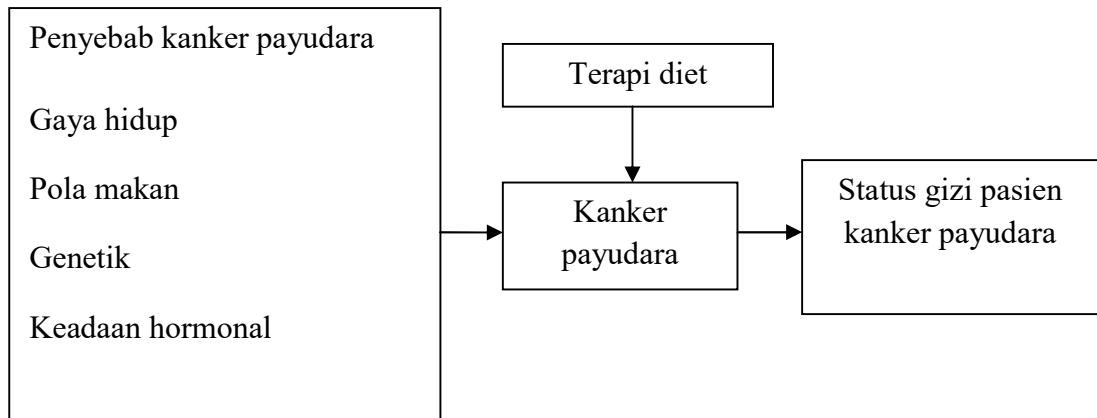 Penyebab kanker payudara
Gaya hidup
Pola makan
Genetik
Keadaan hormonal
Terapi diet
Kanker
payudara
Status gizi pasien
kanker payudara